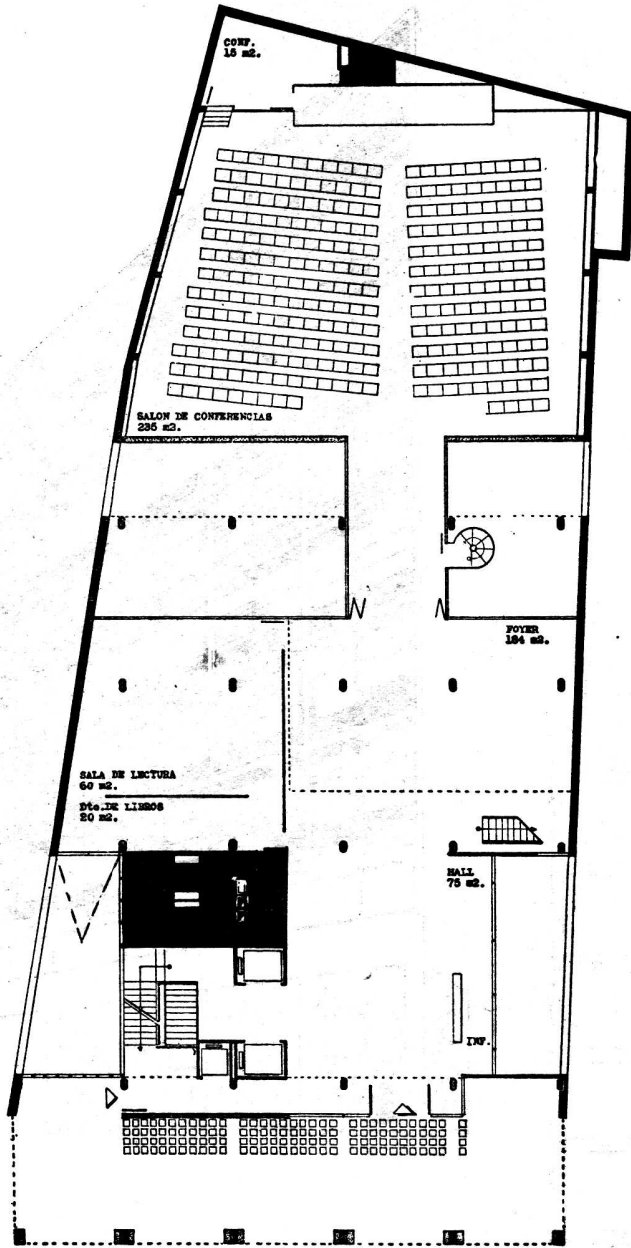 CONF.
15 m2.
SALON DE CONFERENCIAS
235 m2.
FOYER
184 m2.
SALA DE LECTURA
60 m2.
Dto.DE LIBROS
20 m2.
HALL
75 m2.
INF.